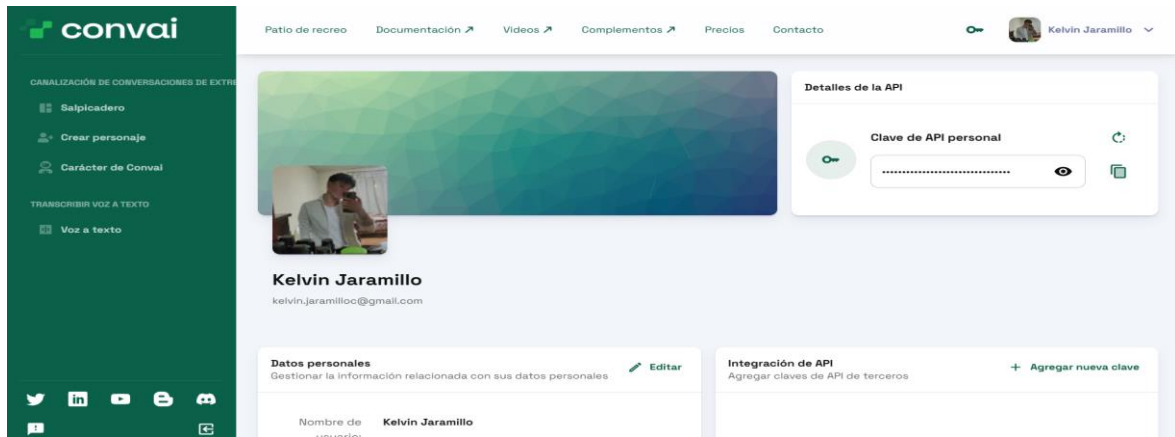 convai
Patio de recreo
Documentación
Videos
Complementos
Precios
Contacto
Kelvin Jaramillo
CANALIZACIÓN DE CONVERSACIONES DE EXTRE
Salpicadero
Crear personaje
Carácter de Convai
TRANSCRIBIR VOZ A TEXTO
Voz a texto
Detalles de la API
Clave de API personal
Kelvin Jaramillo
kelvin.jaramilloc@gmail.com
Datos personales
Gestionar la información relacionada con sus datos personales
Editar
Nombre de
usuario:
Kelvin Jaramillo
Integración de API
Agregar claves de API de terceros
+ Agregar nueva clave